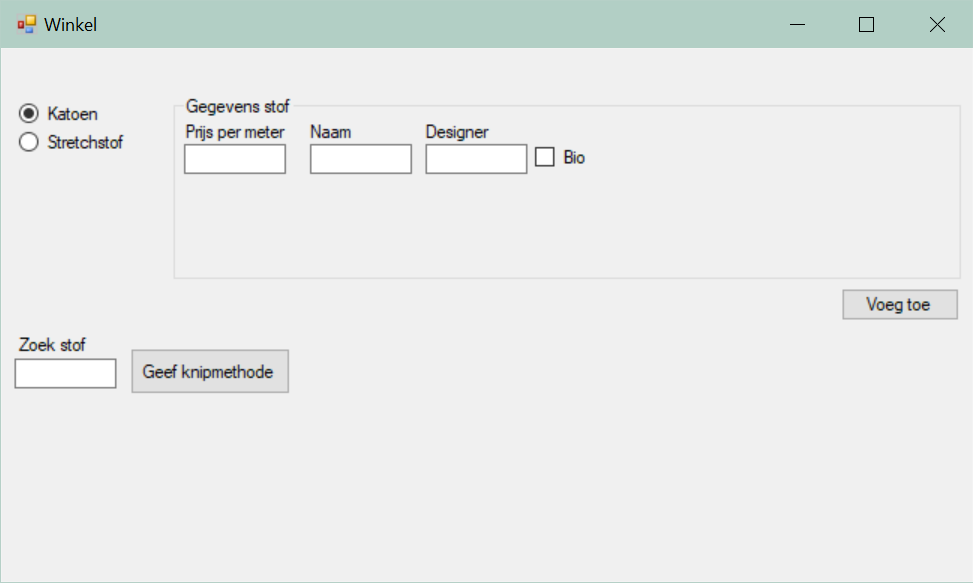 Winkel
Katoen
Stretchstof
Gegevens stof
Prijs per meter Naam Designer
Bio
Voeg toe
Zoek stof
Geef knipmethode